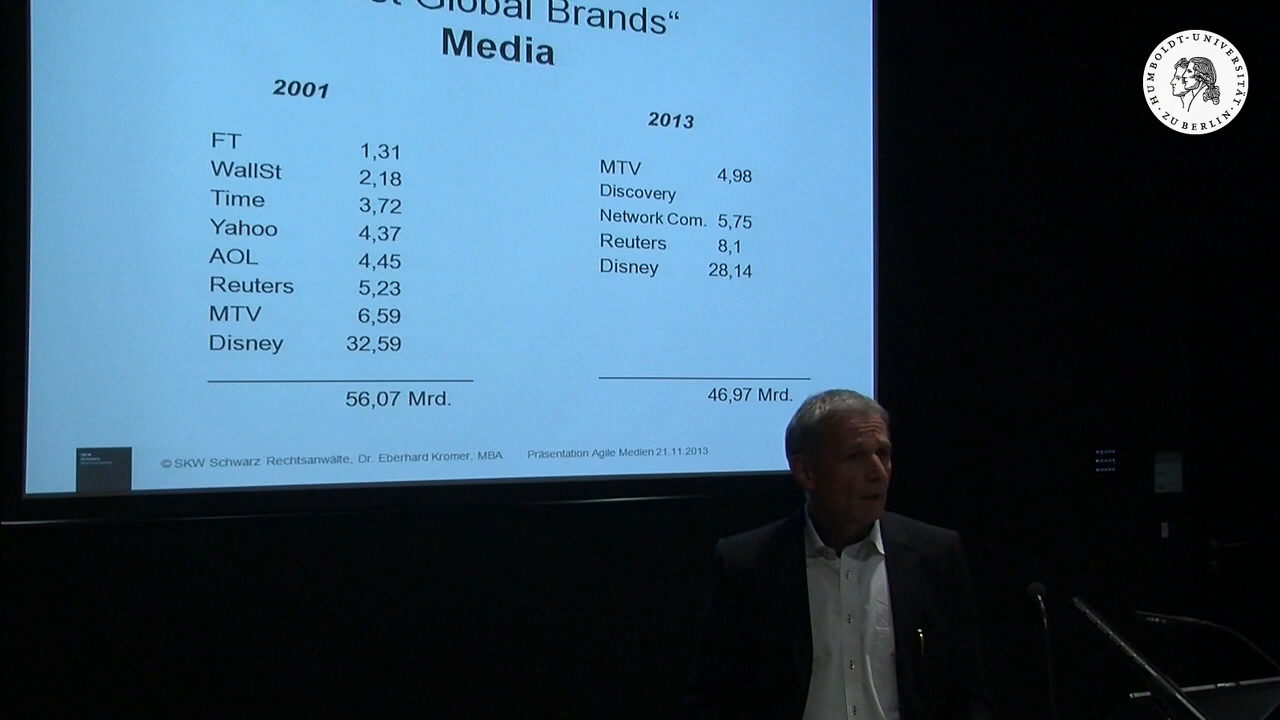 st Global Brands“
Media
2001
FT 1,31
WallSt 2,18
Time 3,72
Yahoo 4,37
AOL 4,45
Reuters 5,23
MTV 6,59
Disney 32,59
56,07 Mrd.
2013
MTV 4,98
Discovery
Network Com. 5,75
Reuters 8,1
Disney 28,14
46,97 Mrd.
© SKW Schwarz Rechtsanwälte, Dr. Eberhard Kromer, MBA
Präsentation Agile Medien 21.11.2013
HUMBOLDT-UNIVERSITÄT
ZU BERLIN